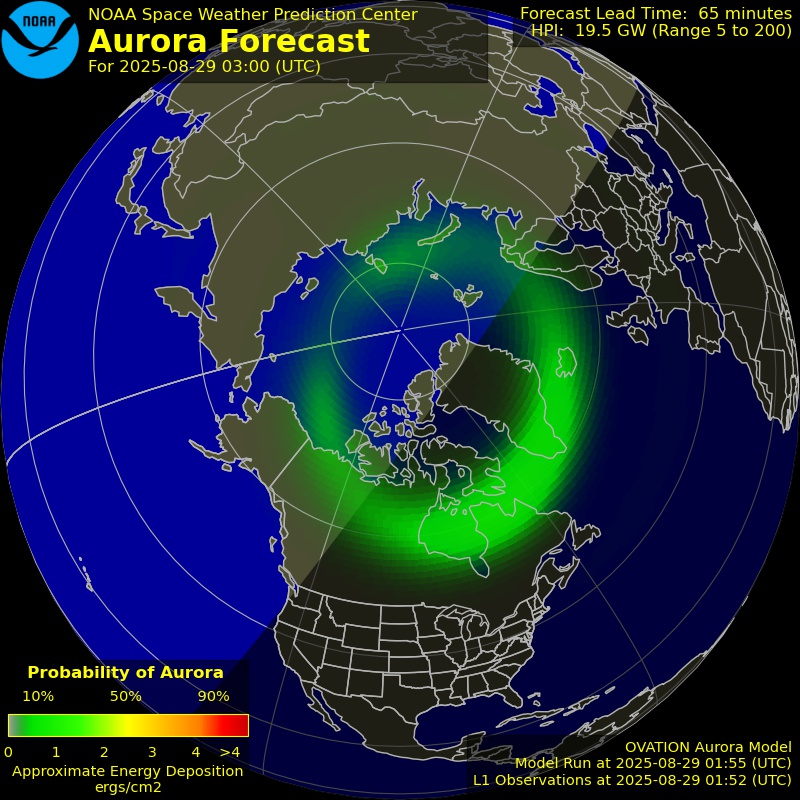 NOAA
NOAA Space Weather Prediction Center
Aurora Forecast
For 2025-08-29 03:00 (UTC)
Forecast Lead Time: 65 minutes
HPI: 19.5 GW (Range 5 to 200)
Probability of Aurora
10% 50% 90%
0 1 2 3 4 >4
Approximate Energy Deposition
ergs/cm2
OVATION Aurora Model
Model Run at 2025-08-29 01:55 (UTC)
L1 Observations at 2025-08-29 01:52 (UTC)